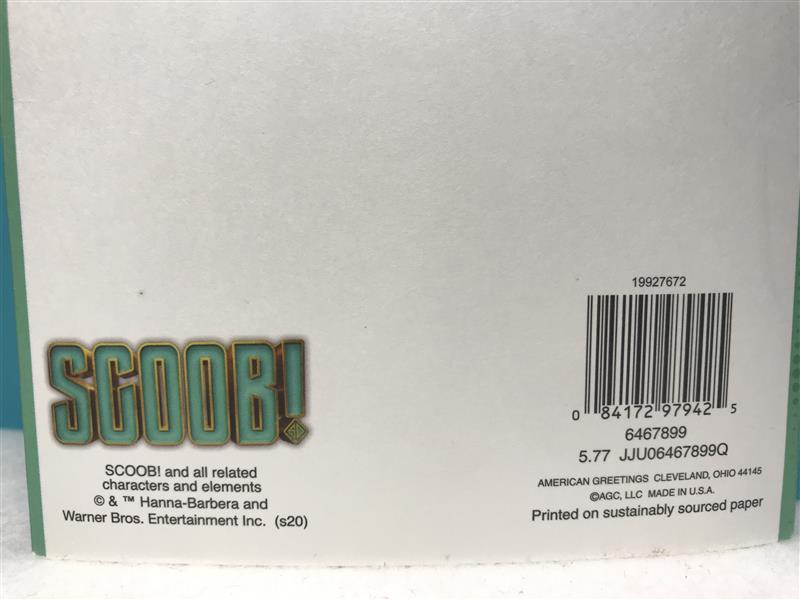 SCOOB!
SCOOB! and all related
characters and elements
© & ™ Hanna-Barbera and
Warner Bros. Entertainment Inc. (s20)
19927672
0 84172 97942 5
6467899
5.77 JJU06467899Q
AMERICAN GREETINGS CLEVELAND, OHIO 44145
©AGC, LLC MADE IN U.S.A.
Printed on sustainably sourced paper